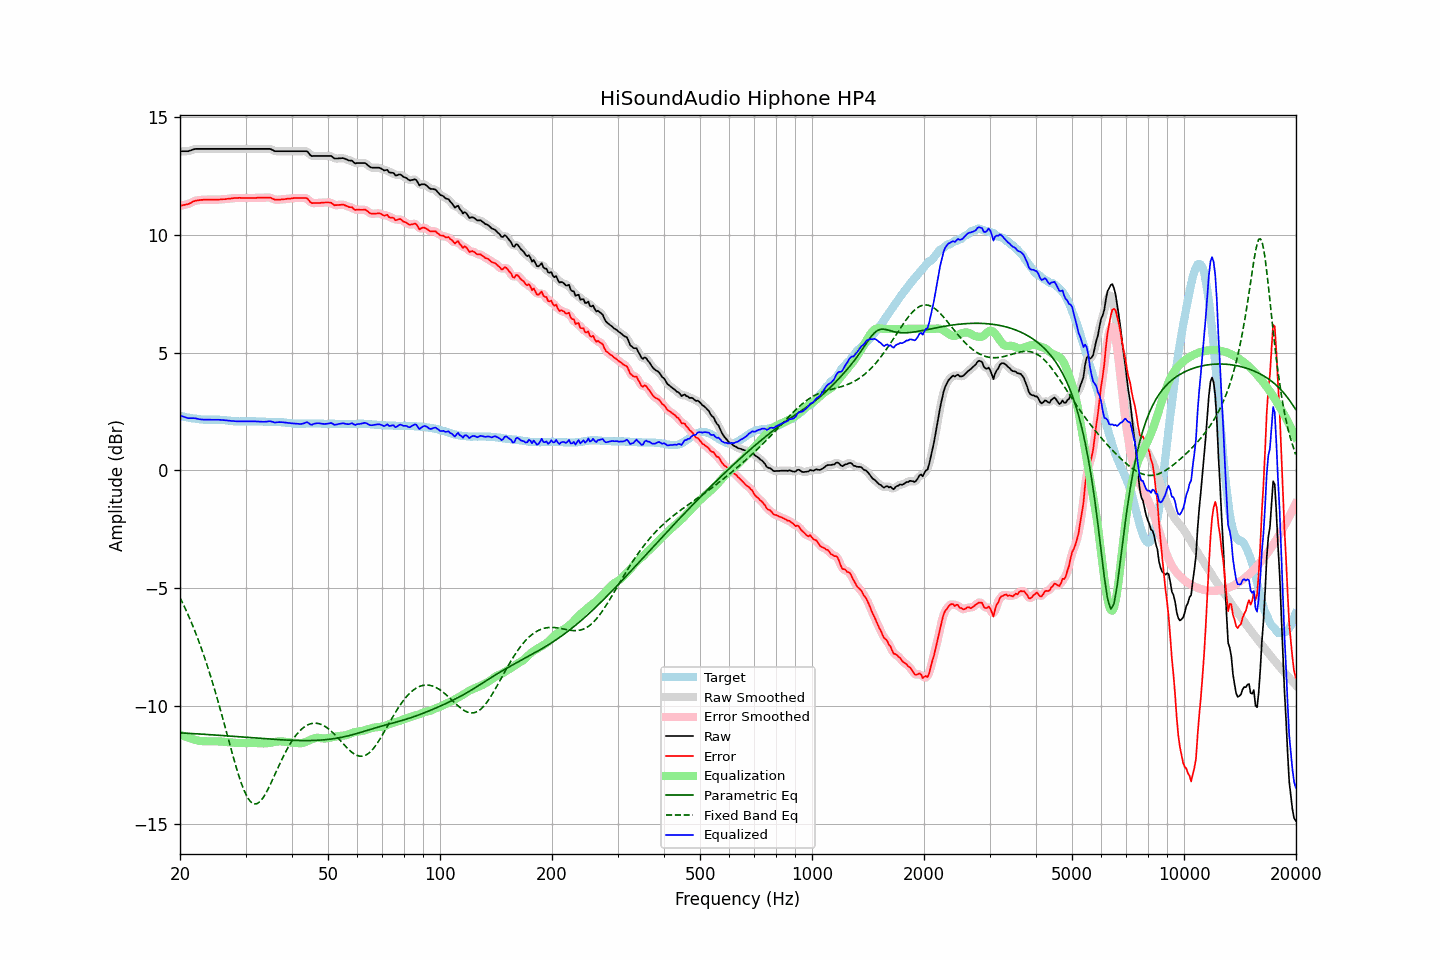 HiSoundAudio Hiphone HP4
15
10
5
0
−5
−10
−15
Amplitude (dBr)
20
50
100
200
500
1000
2000
5000
10000
20000
Frequency (Hz)
Target
Raw Smoothed
Error Smoothed
Raw
Error
Equalization
Parametric Eq
Fixed Band Eq
Equalized